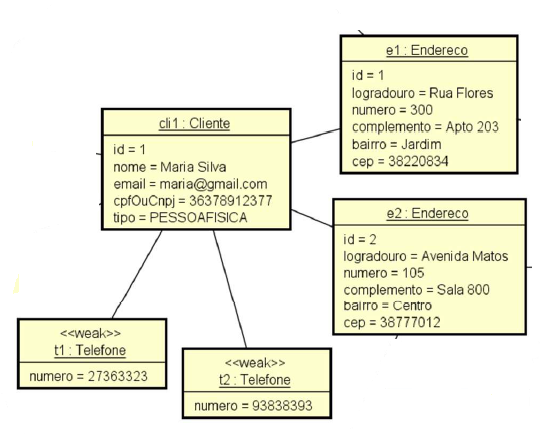 e1 : Endereco
id = 1
logradouro = Rua Flores
numero = 300
complemento = Apto 203
bairro = Jardim
cep = 38220834
cli1 : Cliente
id = 1
nome = Maria Silva
email = maria@gmail.com
cpfOuCnpj = 36378912377
tipo = PESSOAFISICA
e2 : Endereco
id = 2
logradouro = Avenida Matos
numero = 105
complemento = Sala 800
bairro = Centro
cep = 38777012
<<weak>>
t1 : Telefone
numero = 27363323
<<weak>>
t2 : Telefone
numero = 93838393